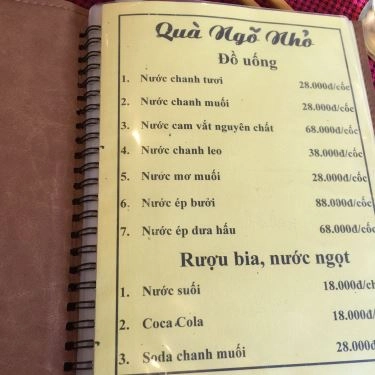 Quà Ngõ Nhỏ
Đồ uống
1. Nước chanh tươi 28.000đ/cốc
2. Nước chanh muối 28.000đ/cốc
3. Nước cam vắt nguyên chất 68.000đ/cốc
4. Nước chanh leo 38.000đ/cốc
5. Nước mơ muối 28.000đ/cốc
6. Nước ép bưởi 88.000đ/cốc
7. Nước ép dưa hấu 68.000đ/cốc
Rượu bia, nước ngọt
1. Nước suối 18.000đ/ch
2. Coca Cola 18.000đ/
3. Soda chanh muối 28.000đ